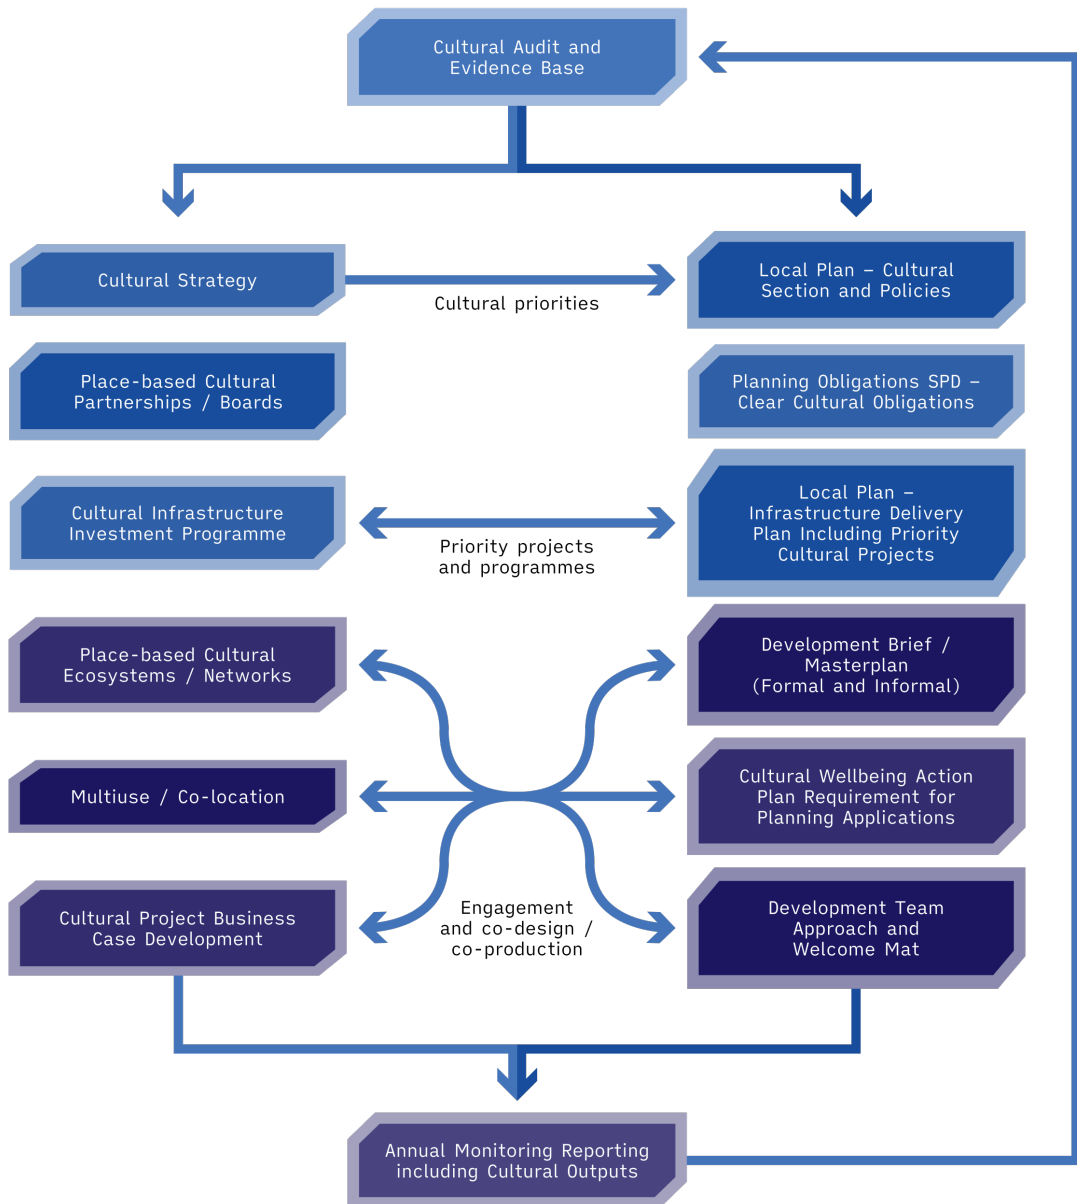 Cultural Audit and
Evidence Base
Cultural Strategy
Cultural priorities
Local Plan – Cultural
Section and Policies
Place-based Cultural
Partnerships / Boards
Planning Obligations SPD –
Clear Cultural Obligations
Cultural Infrastructure
Investment Programme
Priority projects
and programmes
Local Plan –
Infrastructure Delivery
Plan Including Priority
Cultural Projects
Place-based Cultural
Ecosystems / Networks
Development Brief /
Masterplan
(Formal and Informal)
Multiuse / Co-location
Cultural Wellbeing Action
Plan Requirement for
Planning Applications
Cultural Project Business
Case Development
Engagement
and co-design /
co-production
Development Team
Approach and
Welcome Mat
Annual Monitoring Reporting
including Cultural Outputs